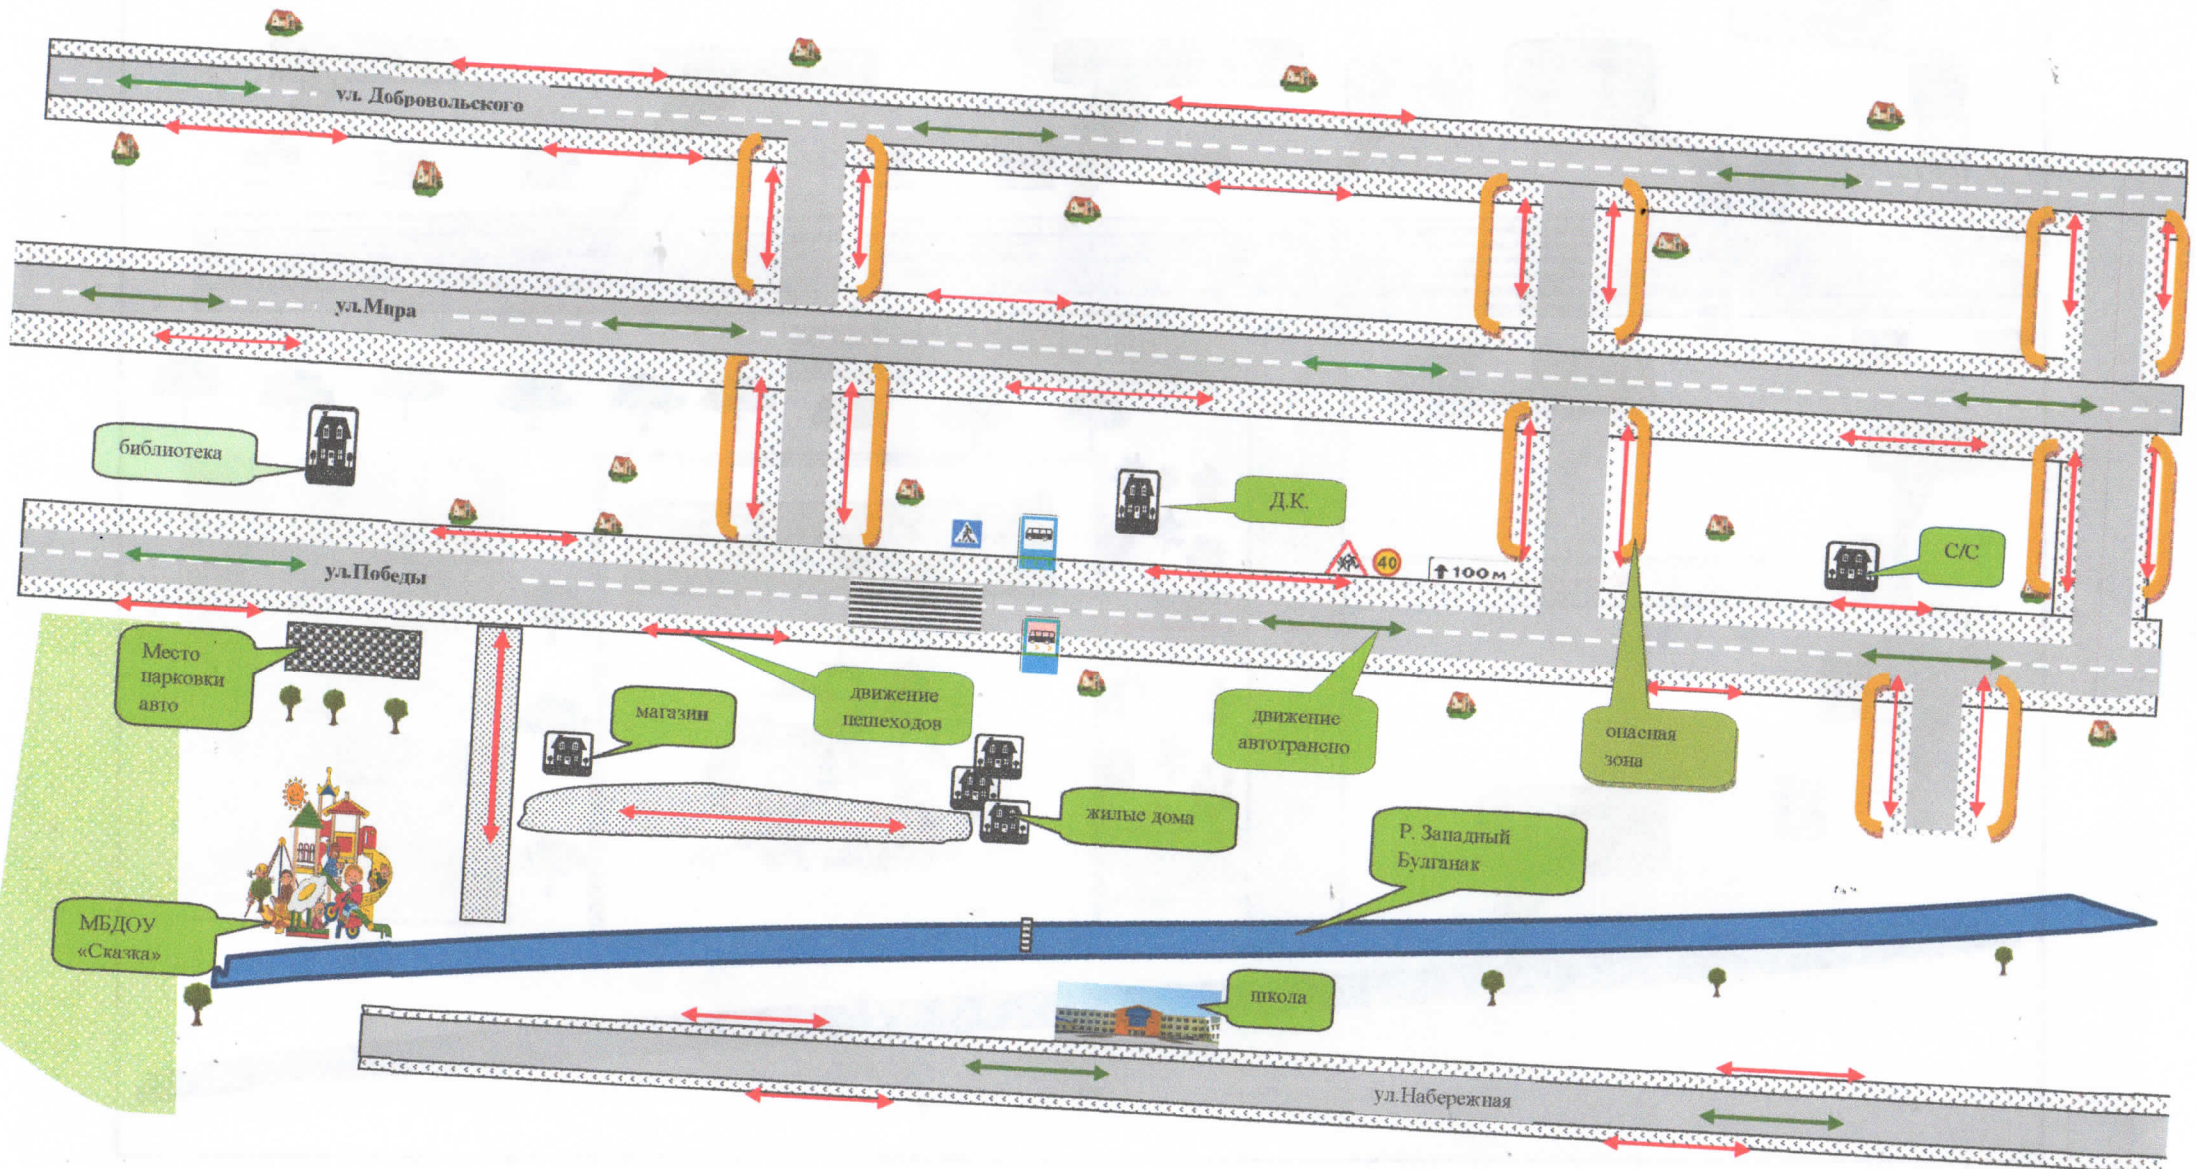 ул. Добровольского
ул.Мира
библиотека
Д.К.
С/С
40
100м
ул.Победы
Место
парковки
авто
магазин
движение
пешеходов
движение
автотранспо
опасная
зона
жилые дома
Р. Западный
Булганак
МБДОУ
«Сказка»
школа
ул.Набережная